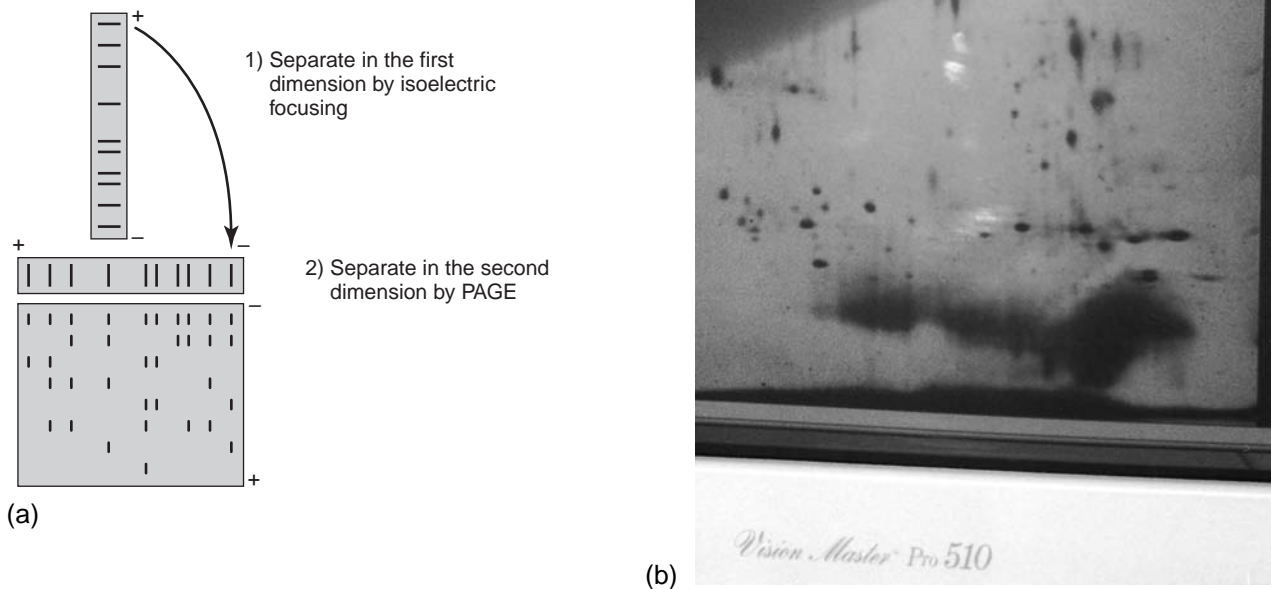 +
1) Separate in the first
dimension by isoelectric
focusing
−
+
−
2) Separate in the second
dimension by PAGE
−
+
(a)
Vision Master™ Pro 510
(b)